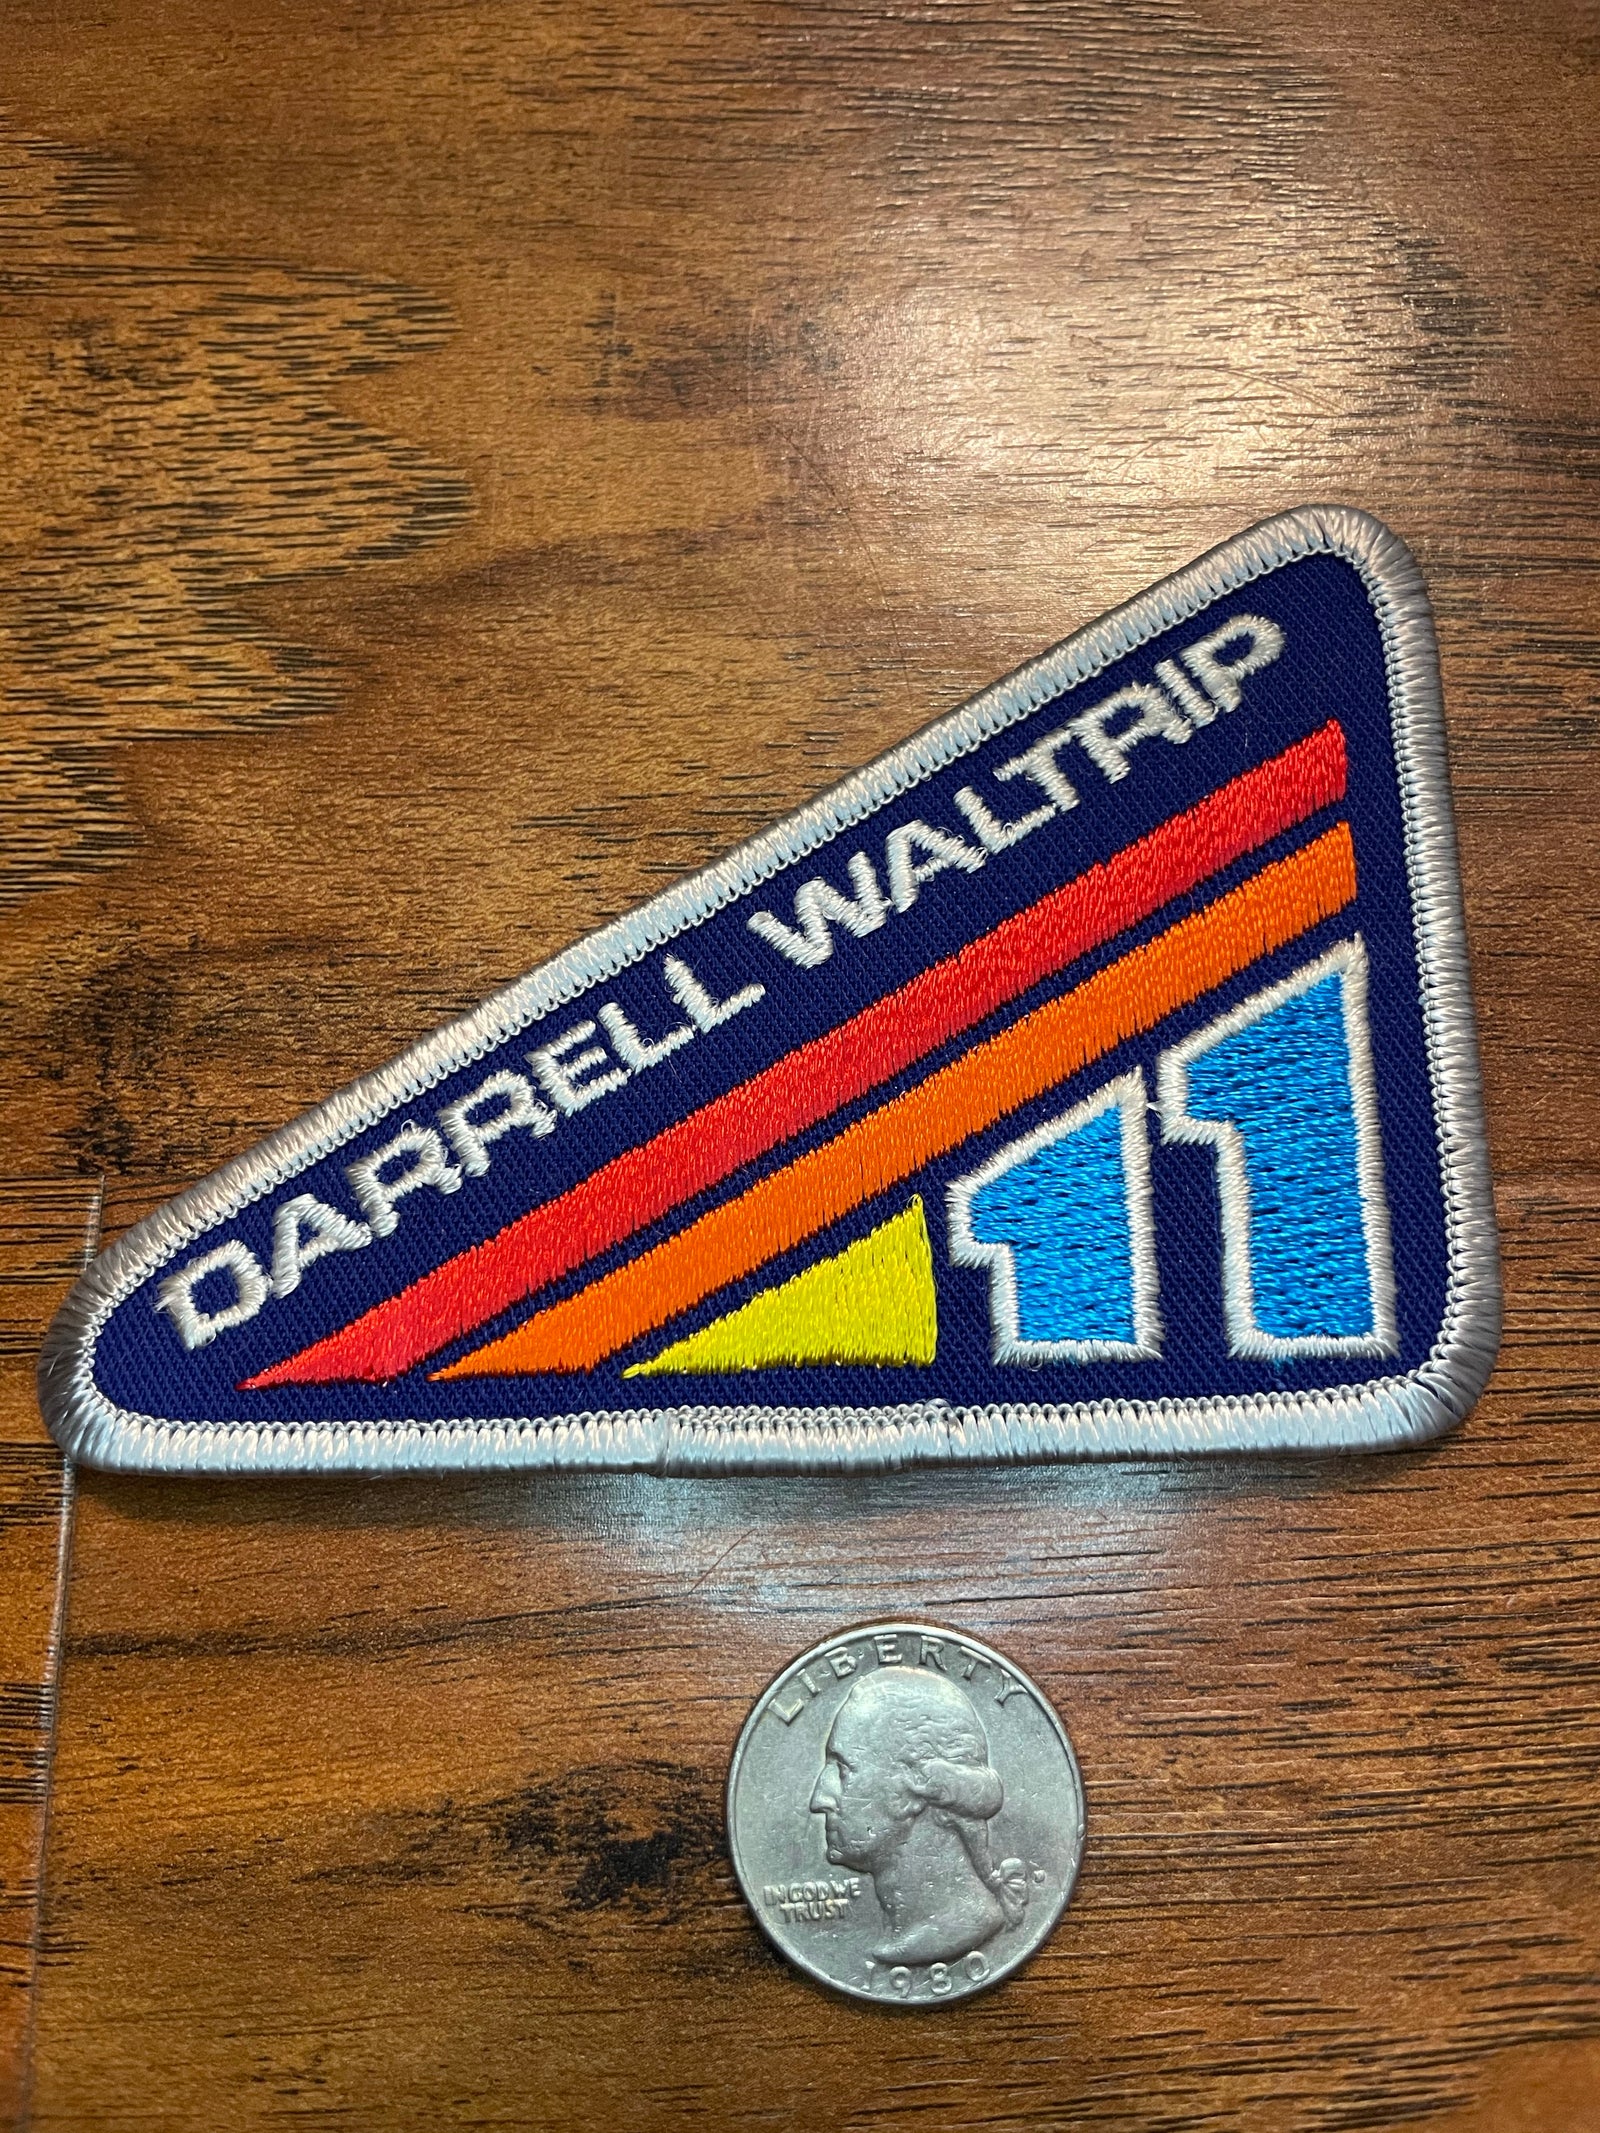 DARRELL WALTRIP
11
LIBERTY
IN GOD WE
TRUST
1980